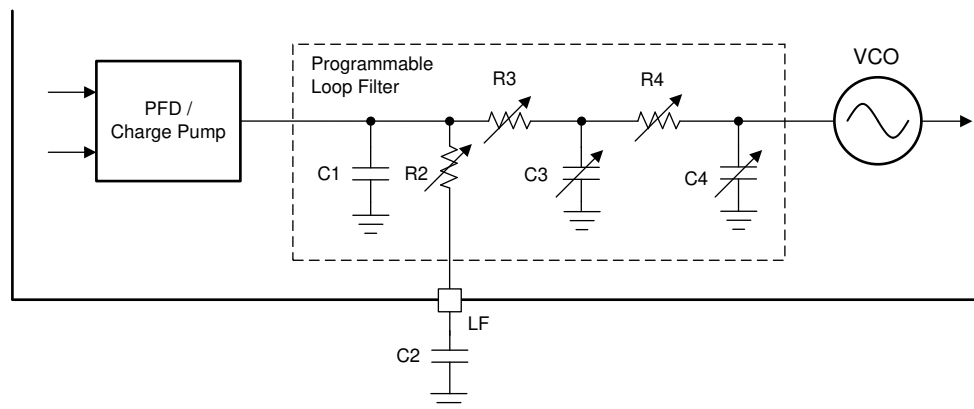 Programmable
Loop Filter
VCO
R3
R4
PFD /
Charge Pump
C1
R2
C3
C4
LF
C2